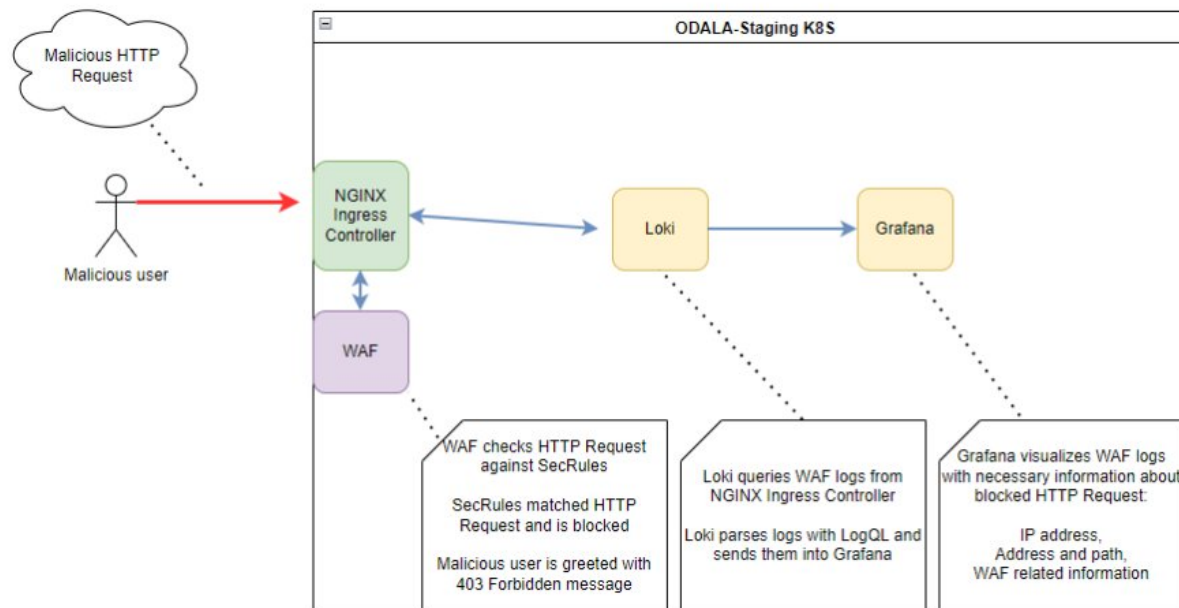 ODALA-Staging K8S
Malicious HTTP
Request
NGINX
Ingress
Controller
Loki
Grafana
Malicious user
WAF
WAF checks HTTP Request
against SecRules
SecRules matched HTTP
Request and is blocked
Malicious user is greeted with
403 Forbidden message
Loki queries WAF logs from
NGINX Ingress Controller
Loki parses logs with LogQL and
sends them into Grafana
Grafana visualizes WAF logs
with necessary information about
blocked HTTP Request:
IP address,
Address and path,
WAF related information